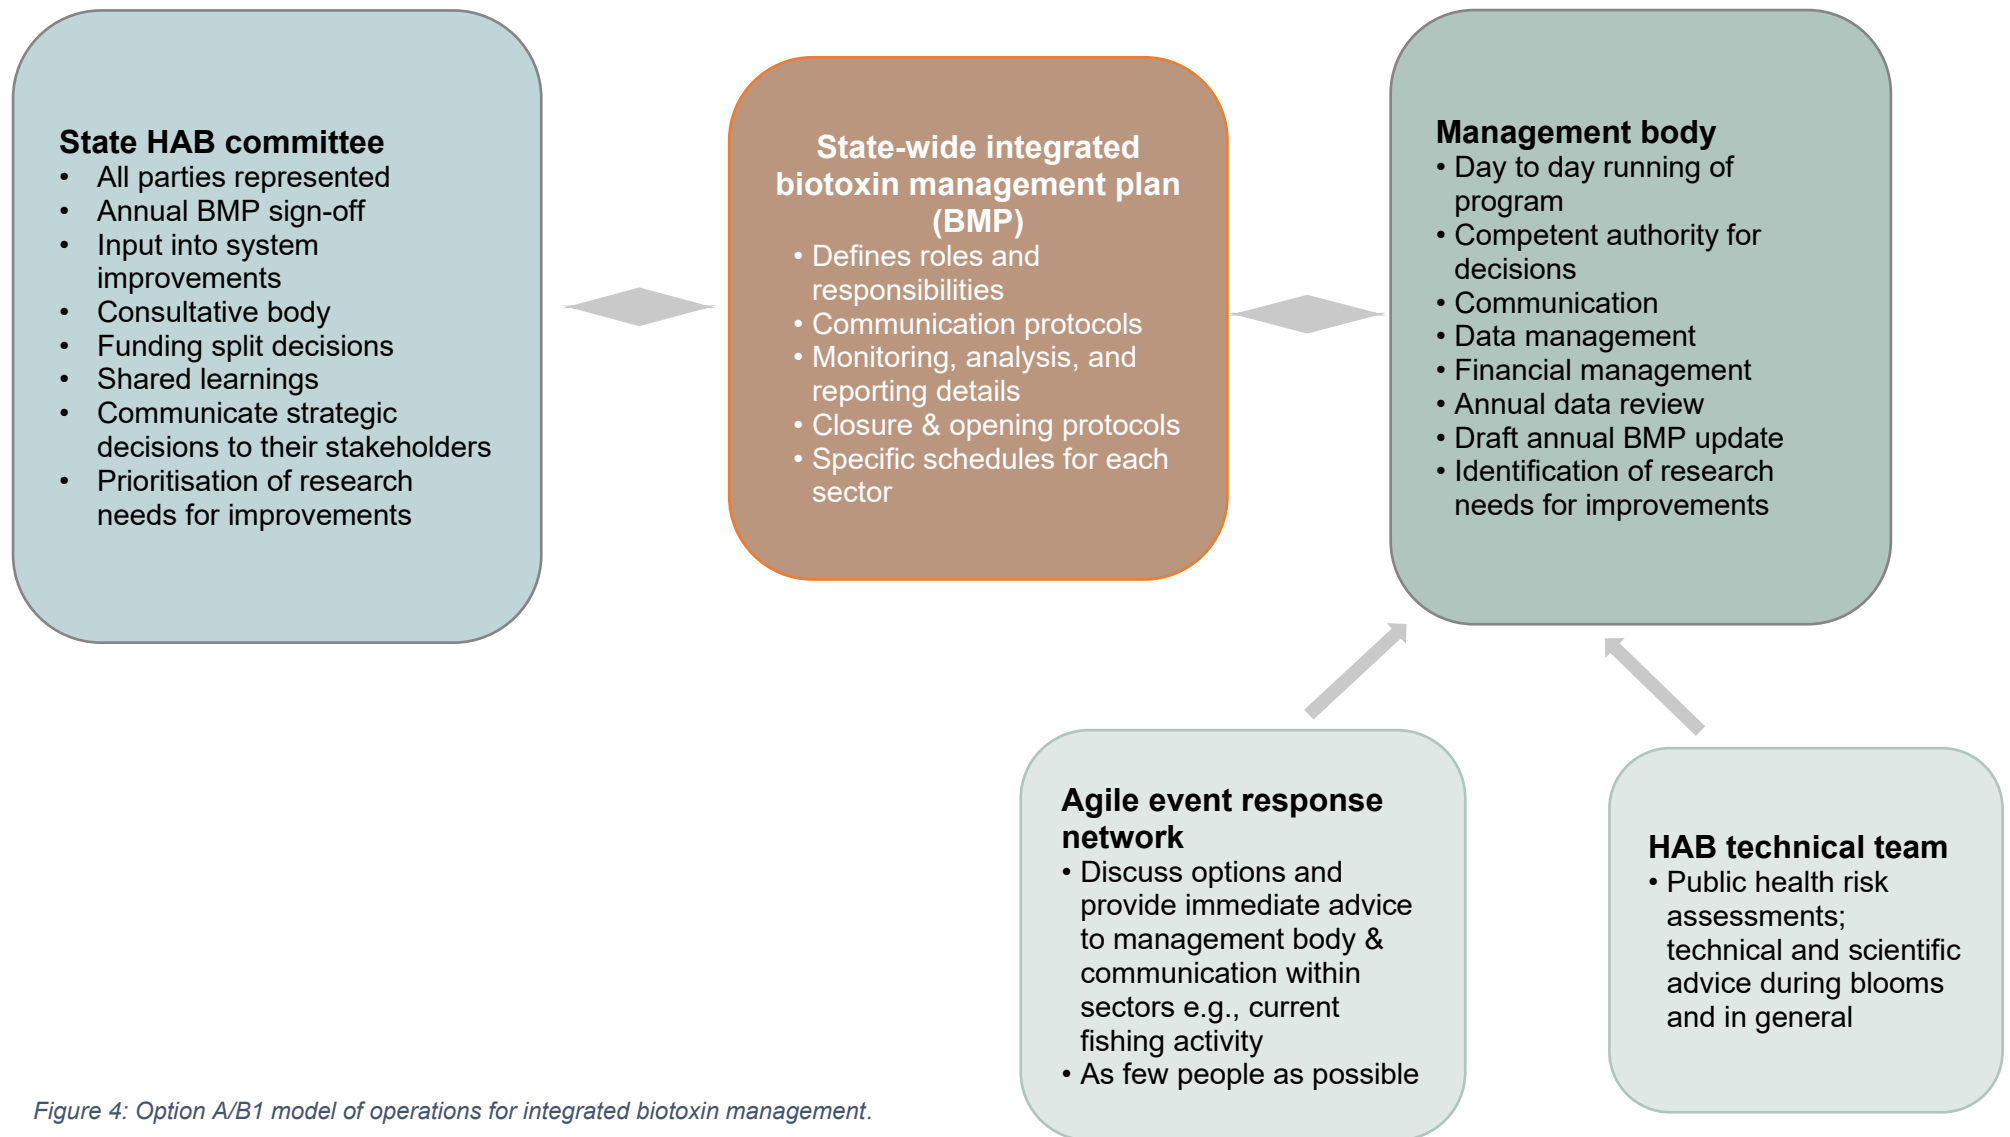 State HAB committee
• All parties represented
• Annual BMP sign-off
• Input into system
improvements
• Consultative body
• Funding split decisions
• Shared learnings
• Communicate strategic
decisions to their stakeholders
• Prioritisation of research
needs for improvements
State-wide integrated
biotoxin management plan
(BMP)
• Defines roles and
responsibilities
• Communication protocols
• Monitoring, analysis, and
reporting details
• Closure & opening protocols
• Specific schedules for each
sector
Management body
• Day to day running of
program
• Competent authority for
decisions
• Communication
• Data management
• Financial management
• Annual data review
• Draft annual BMP update
• Identification of research
needs for improvements
Agile event response
network
• Discuss options and
provide immediate advice
to management body &
communication within
sectors e.g., current
fishing activity
• As few people as possible
HAB technical team
• Public health risk
assessments;
technical and scientific
advice during blooms
and in general
Figure 4: Option A/B1 model of operations for integrated biotoxin management.